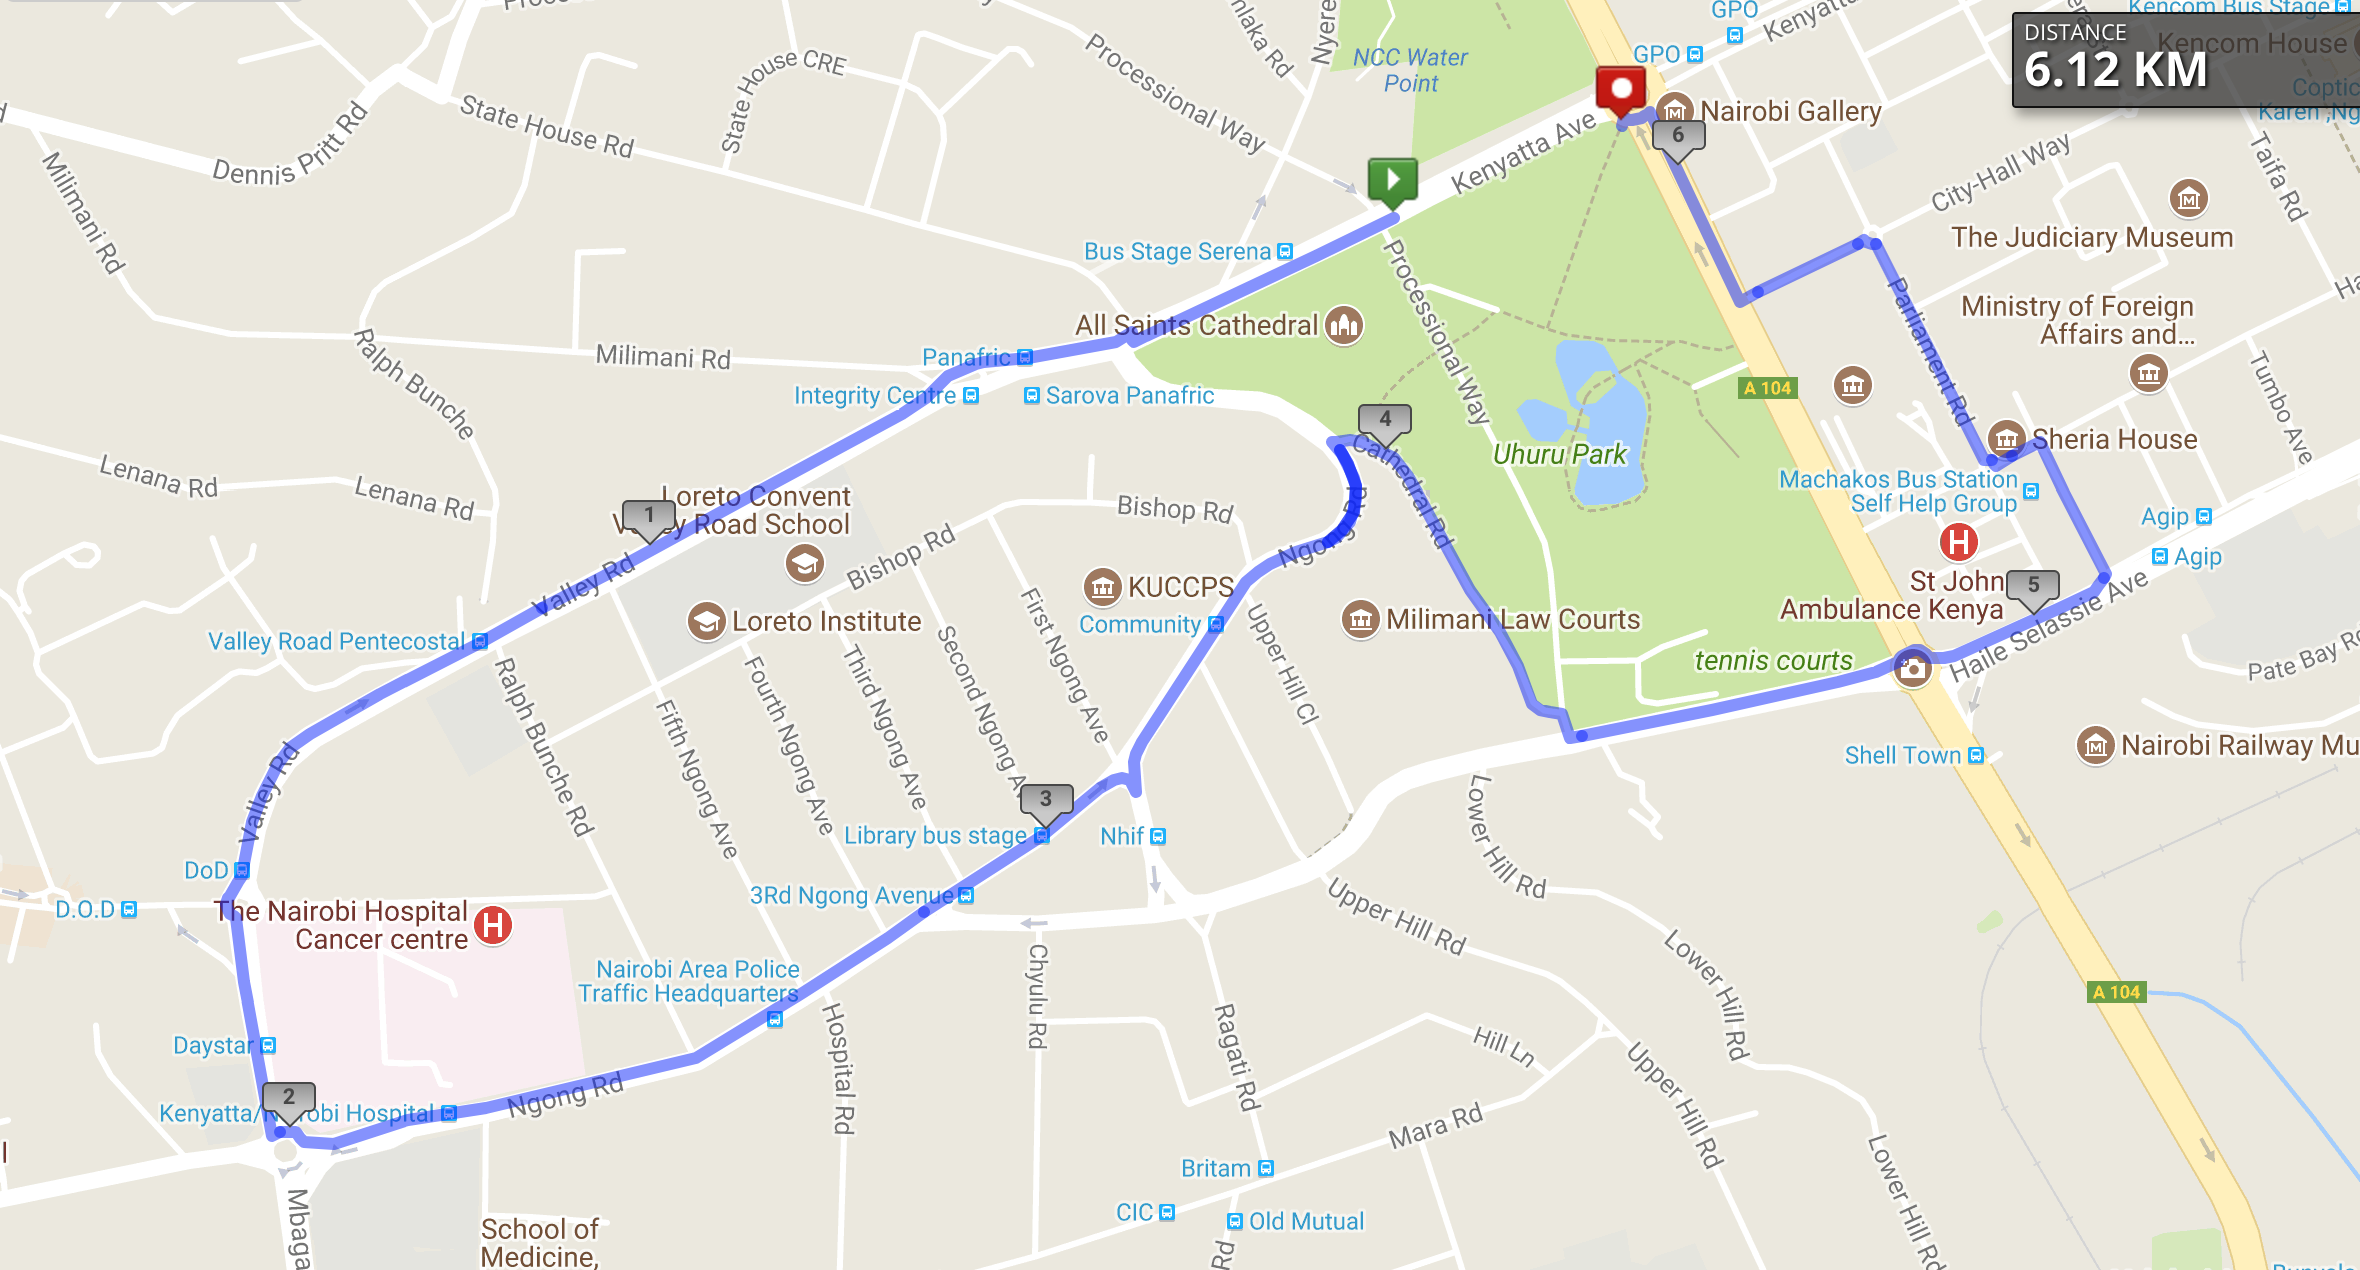 GPO
Kenyatta
Kencom Bus Stage
DISTANCE
6.12 KM
Kencom House
Coptic
Karen ,Ng
GPO
NCC Water
Point
Nyere
Processional Way
State House CRE
State House Rd
Dennis Pritt Rd
Milimani Rd
Kenyatta Ave
Nairobi Gallery
6
City-Hall Way
Taifa Rd
The Judiciary Museum
Bus Stage Serena
Processional Way
Parliament Rd
Ministry of Foreign
Affairs and...
All Saints Cathedral
Ralph Bunche
Milimani Rd
Panafric
Integrity Centre
Sarova Panafric
A 104
Tumbo Ave
4
Cathedral Rd
Uhuru Park
Sheria House
Machakos Bus Station
Self Help Group
Lenana Rd
Lenana Rd
Loreto Convent
Valley Road School
1
Bishop Rd
Bishop Rd
Ngong Rd
Ngong Rd
Agip
Agip
Valley Rd
KUCCPS
Community
First Ngong Ave
Upper Hill Cl
Milimani Law Courts
St John
Ambulance Kenya
5
Haile Selassie Ave
Loreto Institute
Valley Road Pentecostal
Second Ngong Av
Third Ngong Ave
Fourth Ngong Ave
Fifth Ngong Ave
Ralph Bunche Rd
tennis courts
Pate Bay Rd
Shell Town
Nairobi Railway Mu
Valley Rd
3
Library bus stage
Nhif
Lower Hill Rd
DoD
D.O.D
The Nairobi Hospital
Cancer centre
3Rd Ngong Avenue
Upper Hill Rd
Lower Hill Rd
Nairobi Area Police
Traffic Headquarters
Chyulu Rd
Hospital Rd
Ragati Rd
Hill Ln
Upper Hill Rd
A 104
Daystar
2
Kenyatta/Nairobi Hospital
Ngong Rd
Mara Rd
Lower Hill Rd
Britam
CIC
Old Mutual
Mbaga
School of
Medicine,
Rd